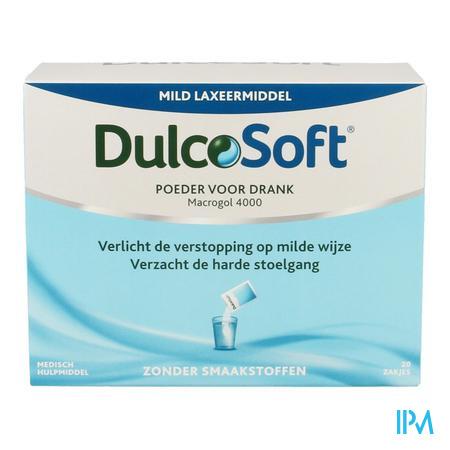 MILD LAXEERMIDDEL
DulcoSoft®
POEDER VOOR DRANK
Macrogol 4000
Verlicht de verstopping op milde wijze
Verzacht de harde stoelgang
MEDISCH
HULPMIDDEL
ZONDER SMAAKSTOFFEN
20
ZAKJES
IPM